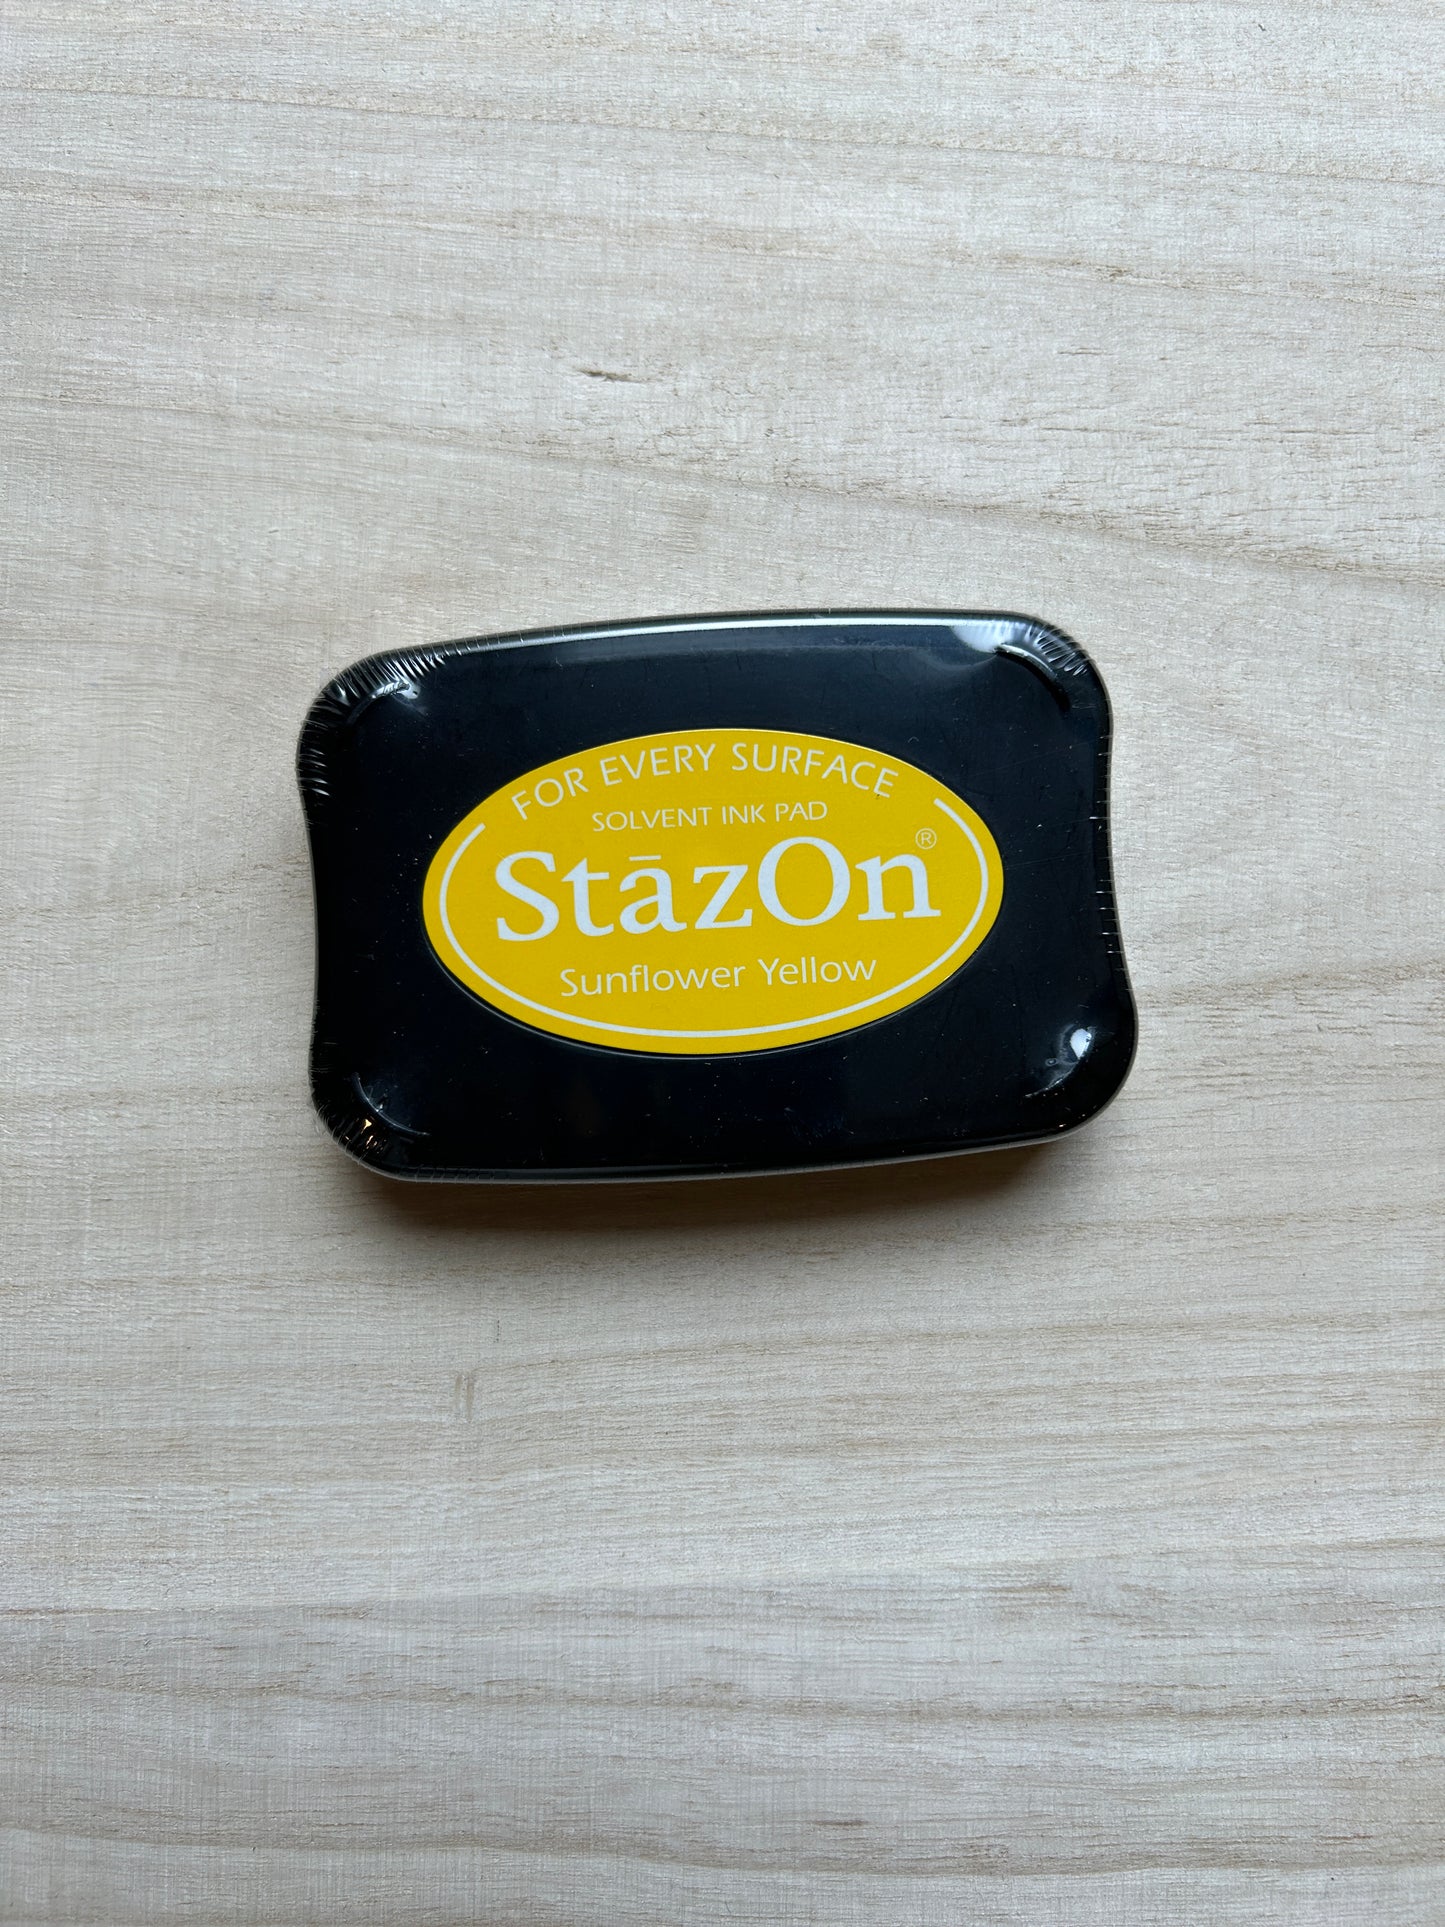 FOR EVERY SURFACE
SOLVENT INK PAD
StāzOn®
Sunflower Yellow